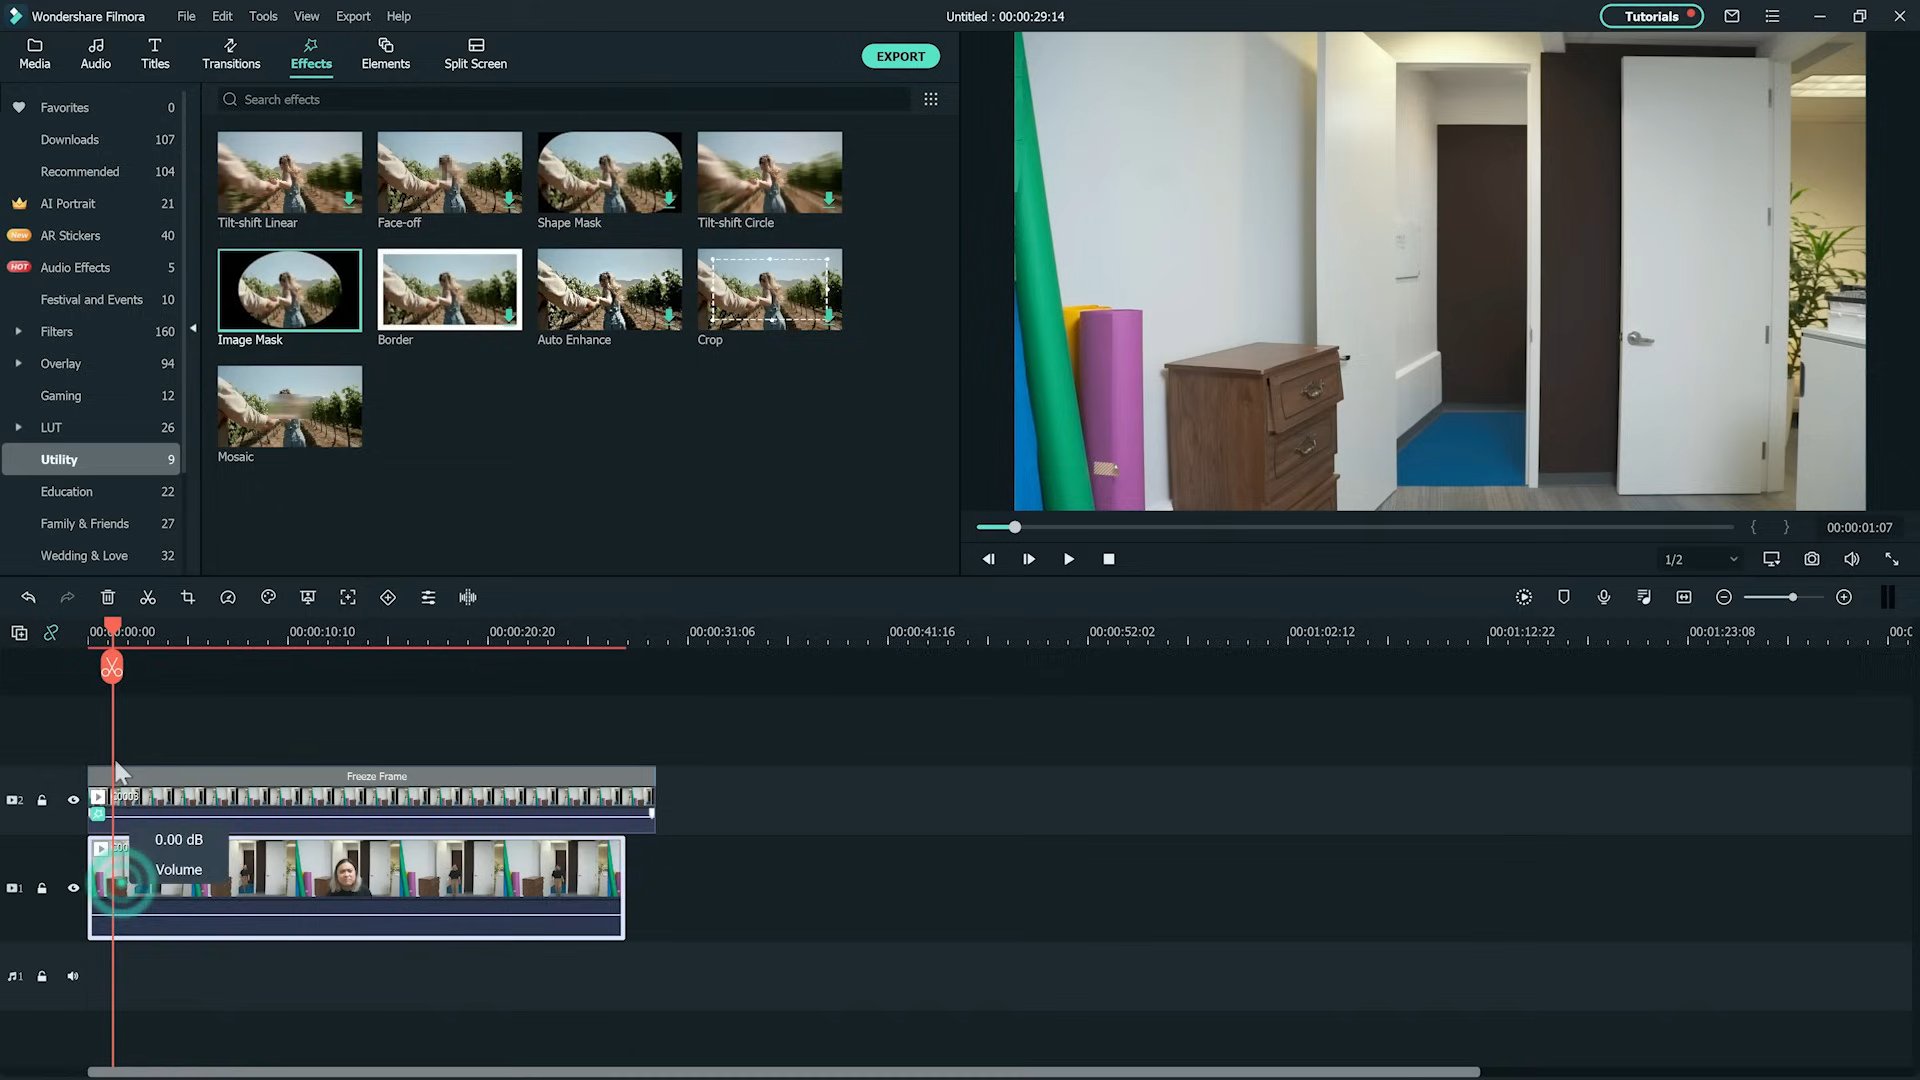 Wondershare Filmora File Edit Tools View Export Help Untitled : 00:00:29:14 Tutorials
Media Audio Titles Transitions Effects Elements Split Screen EXPORT
Search effects
Favorites 0
Downloads 107
Recommended 104
AI Portrait 21
New AR Stickers 40
HOT Audio Effects 5
Festival and Events 10
Filters 160
Overlay 94
Gaming 12
LUT 26
Utility 9
Education 22
Family & Friends 27
Wedding & Love 32
Tilt-shift Linear Face-off Shape Mask Tilt-shift Circle
Image Mask Border Auto Enhance Crop
Mosaic
00:00:01:07
1/2
00:00:10:10 00:00:20:20 00:00:31:06 00:00:41:16 00:00:52:02 00:01:02:12 00:01:12:22 00:01:23:08
Freeze Frame
2
0.00 dB
Volume
1
1